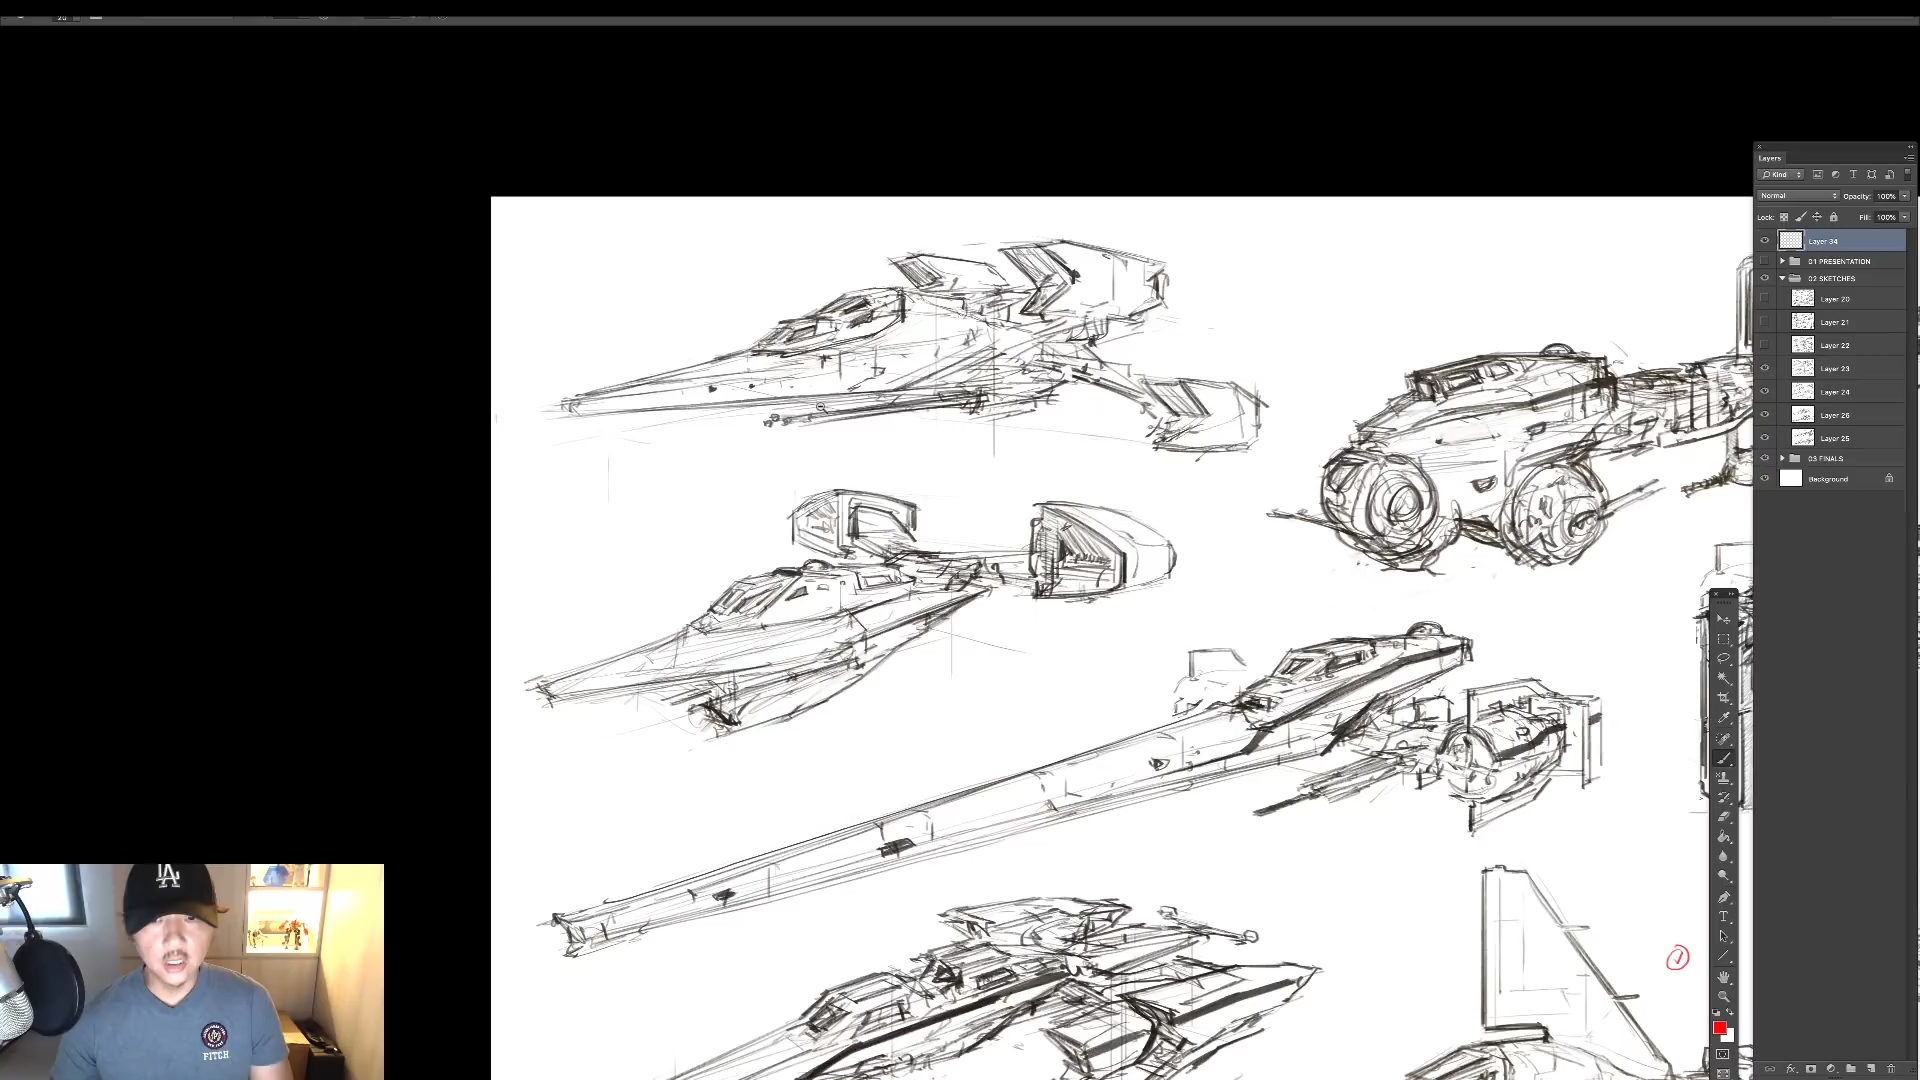 20
Layers
Kind
Normal
Opacity: 100%
Lock:
Fill: 100%
Layer 34
01 PRESENTATION
02 SKETCHES
Layer 20
Layer 21
Layer 22
Layer 23
Layer 24
Layer 26
Layer 25
03 FINALS
Background
LA
FITCH